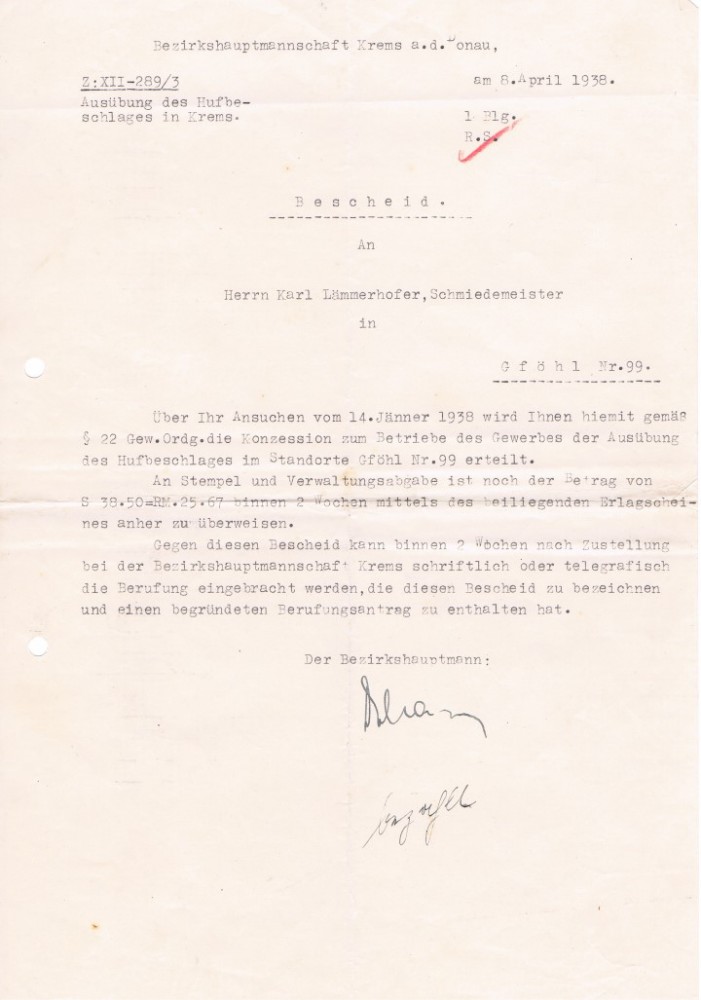 Bezirkshauptmannschaft Krems a.d.Donau,
Z:XII-289/3 am 8.April 1938.
Ausübung des Hufbe-
schlages in Krems. 1 Blg.
R.S.
Bescheid.
An
Herrn Karl Lämmerhofer,Schmiedemeister
in
Gföhl Nr.99.
Über Ihr Ansuchen vom 14.Jänner 1938 wird Ihnen hiemit gemäß
§ 22 Gew.Ordg.die Konzession zum Betriebe des Gewerbes der Ausübung
des Hufbeschlages im Standorte Gföhl Nr.99 erteilt.
An Stempel und Verwaltungsabgabe ist noch der Betrag von
S 38.50=RM.25.67 binnen 2 Wochen mittels des beiliegenden Erlagschei-
nes anher zu überweisen.
Gegen diesen Bescheid kann binnen 2 Wochen nach Zustellung
bei der Bezirkshauptmannschaft Krems schriftlich oder telegrafisch
die Berufung eingebracht werden,die diesen Bescheid zu bezeichnen
und einen begründeten Berufungsantrag zu enthalten hat.
Der Bezirkshauptmann:
bezahlt